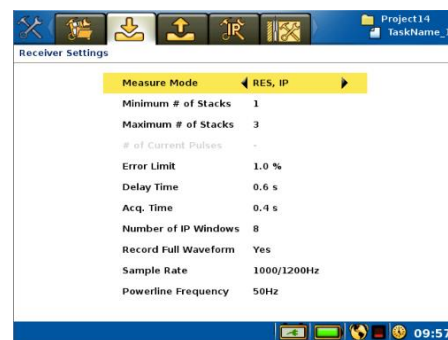 Project14
TaskName_1
Receiver Settings
Measure Mode RES, IP
Minimum # of Stacks 1
Maximum # of Stacks 3
# of Current Pulses -
Error Limit 1.0 %
Delay Time 0.6 s
Acq. Time 0.4 s
Number of IP Windows 8
Record Full Waveform Yes
Sample Rate 1000/1200Hz
Powerline Frequency 50Hz
09:57